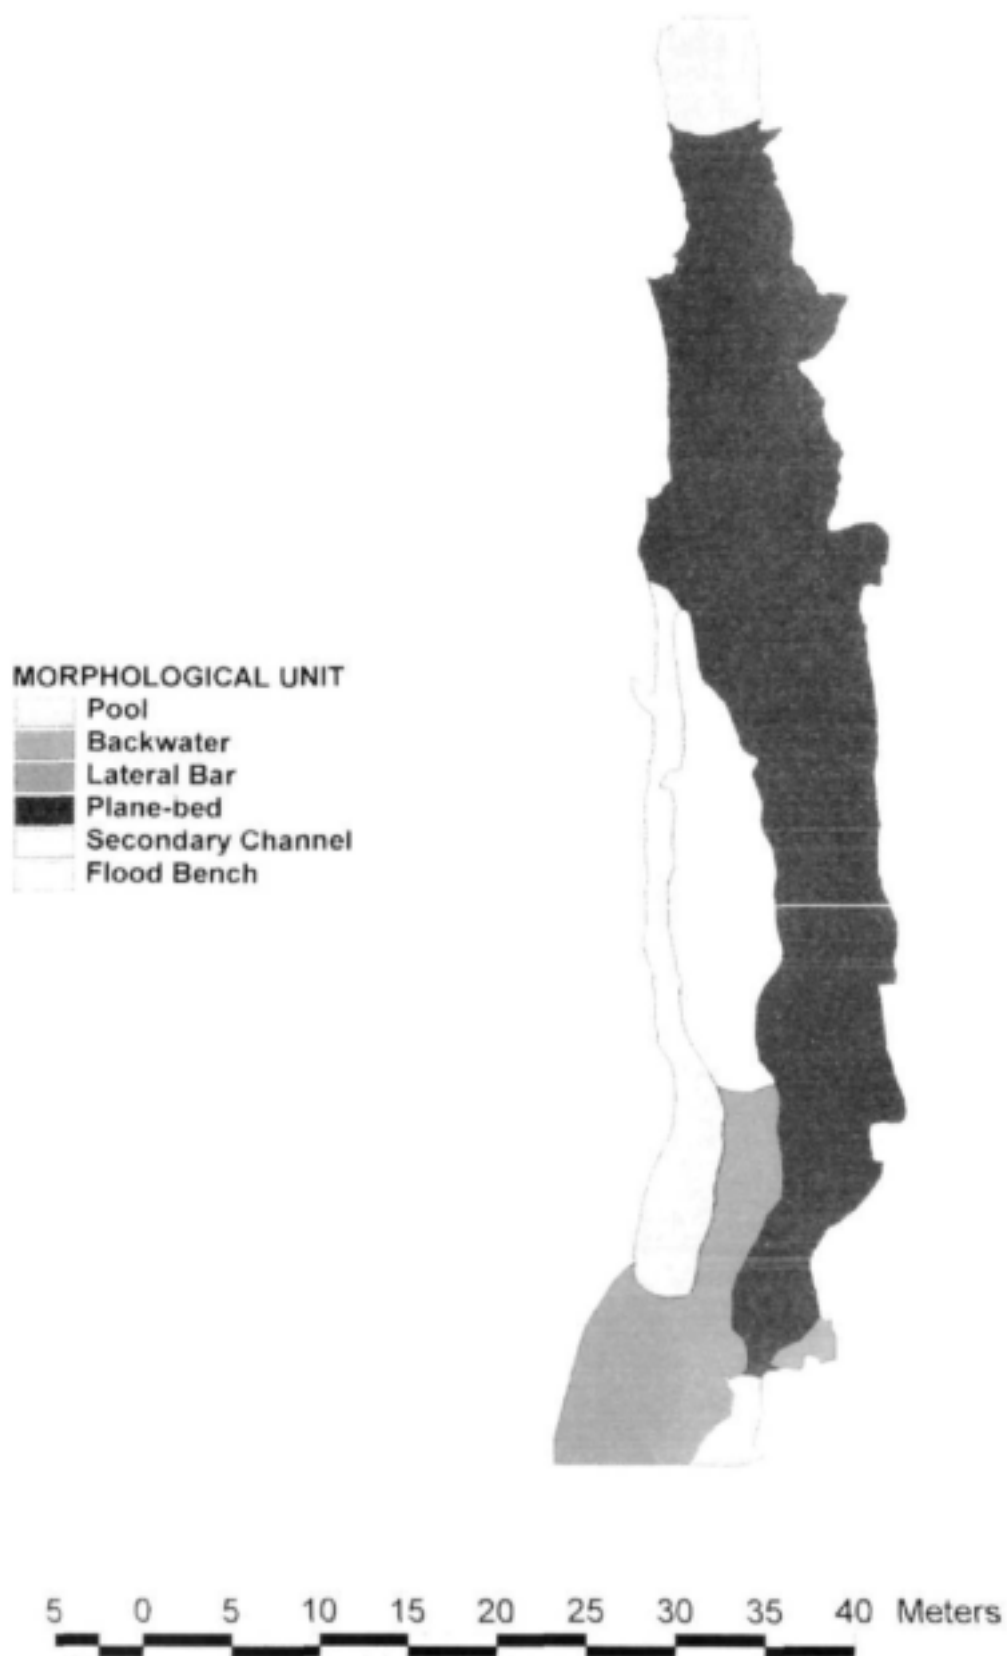 MORPHOLOGICAL UNIT
Pool
Backwater
Lateral Bar
Plane-bed
Secondary Channel
Flood Bench
5 0 5 10 15 20 25 30 35 40 Meters